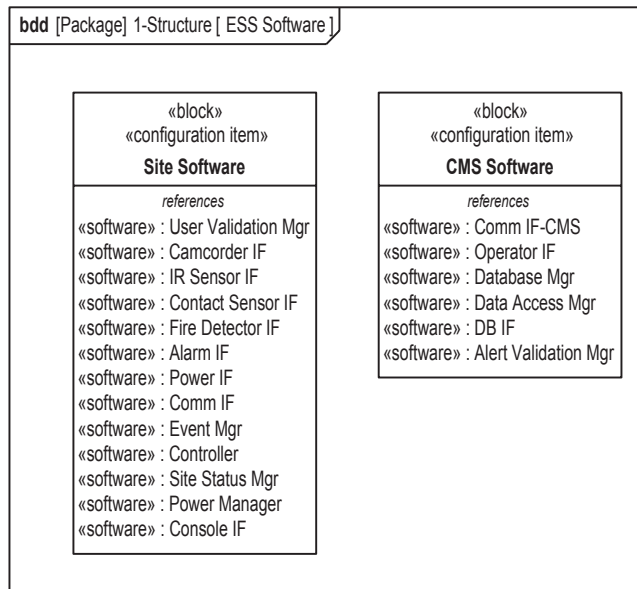 bdd [Package] 1-Structure [ ESS Software ]
«block»
«configuration item»
Site Software
references
«software» : User Validation Mgr
«software» : Camcorder IF
«software» : IR Sensor IF
«software» : Contact Sensor IF
«software» : Fire Detector IF
«software» : Alarm IF
«software» : Power IF
«software» : Comm IF
«software» : Event Mgr
«software» : Controller
«software» : Site Status Mgr
«software» : Power Manager
«software» : Console IF
«block»
«configuration item»
CMS Software
references
«software» : Comm IF-CMS
«software» : Operator IF
«software» : Database Mgr
«software» : Data Access Mgr
«software» : DB IF
«software» : Alert Validation Mgr